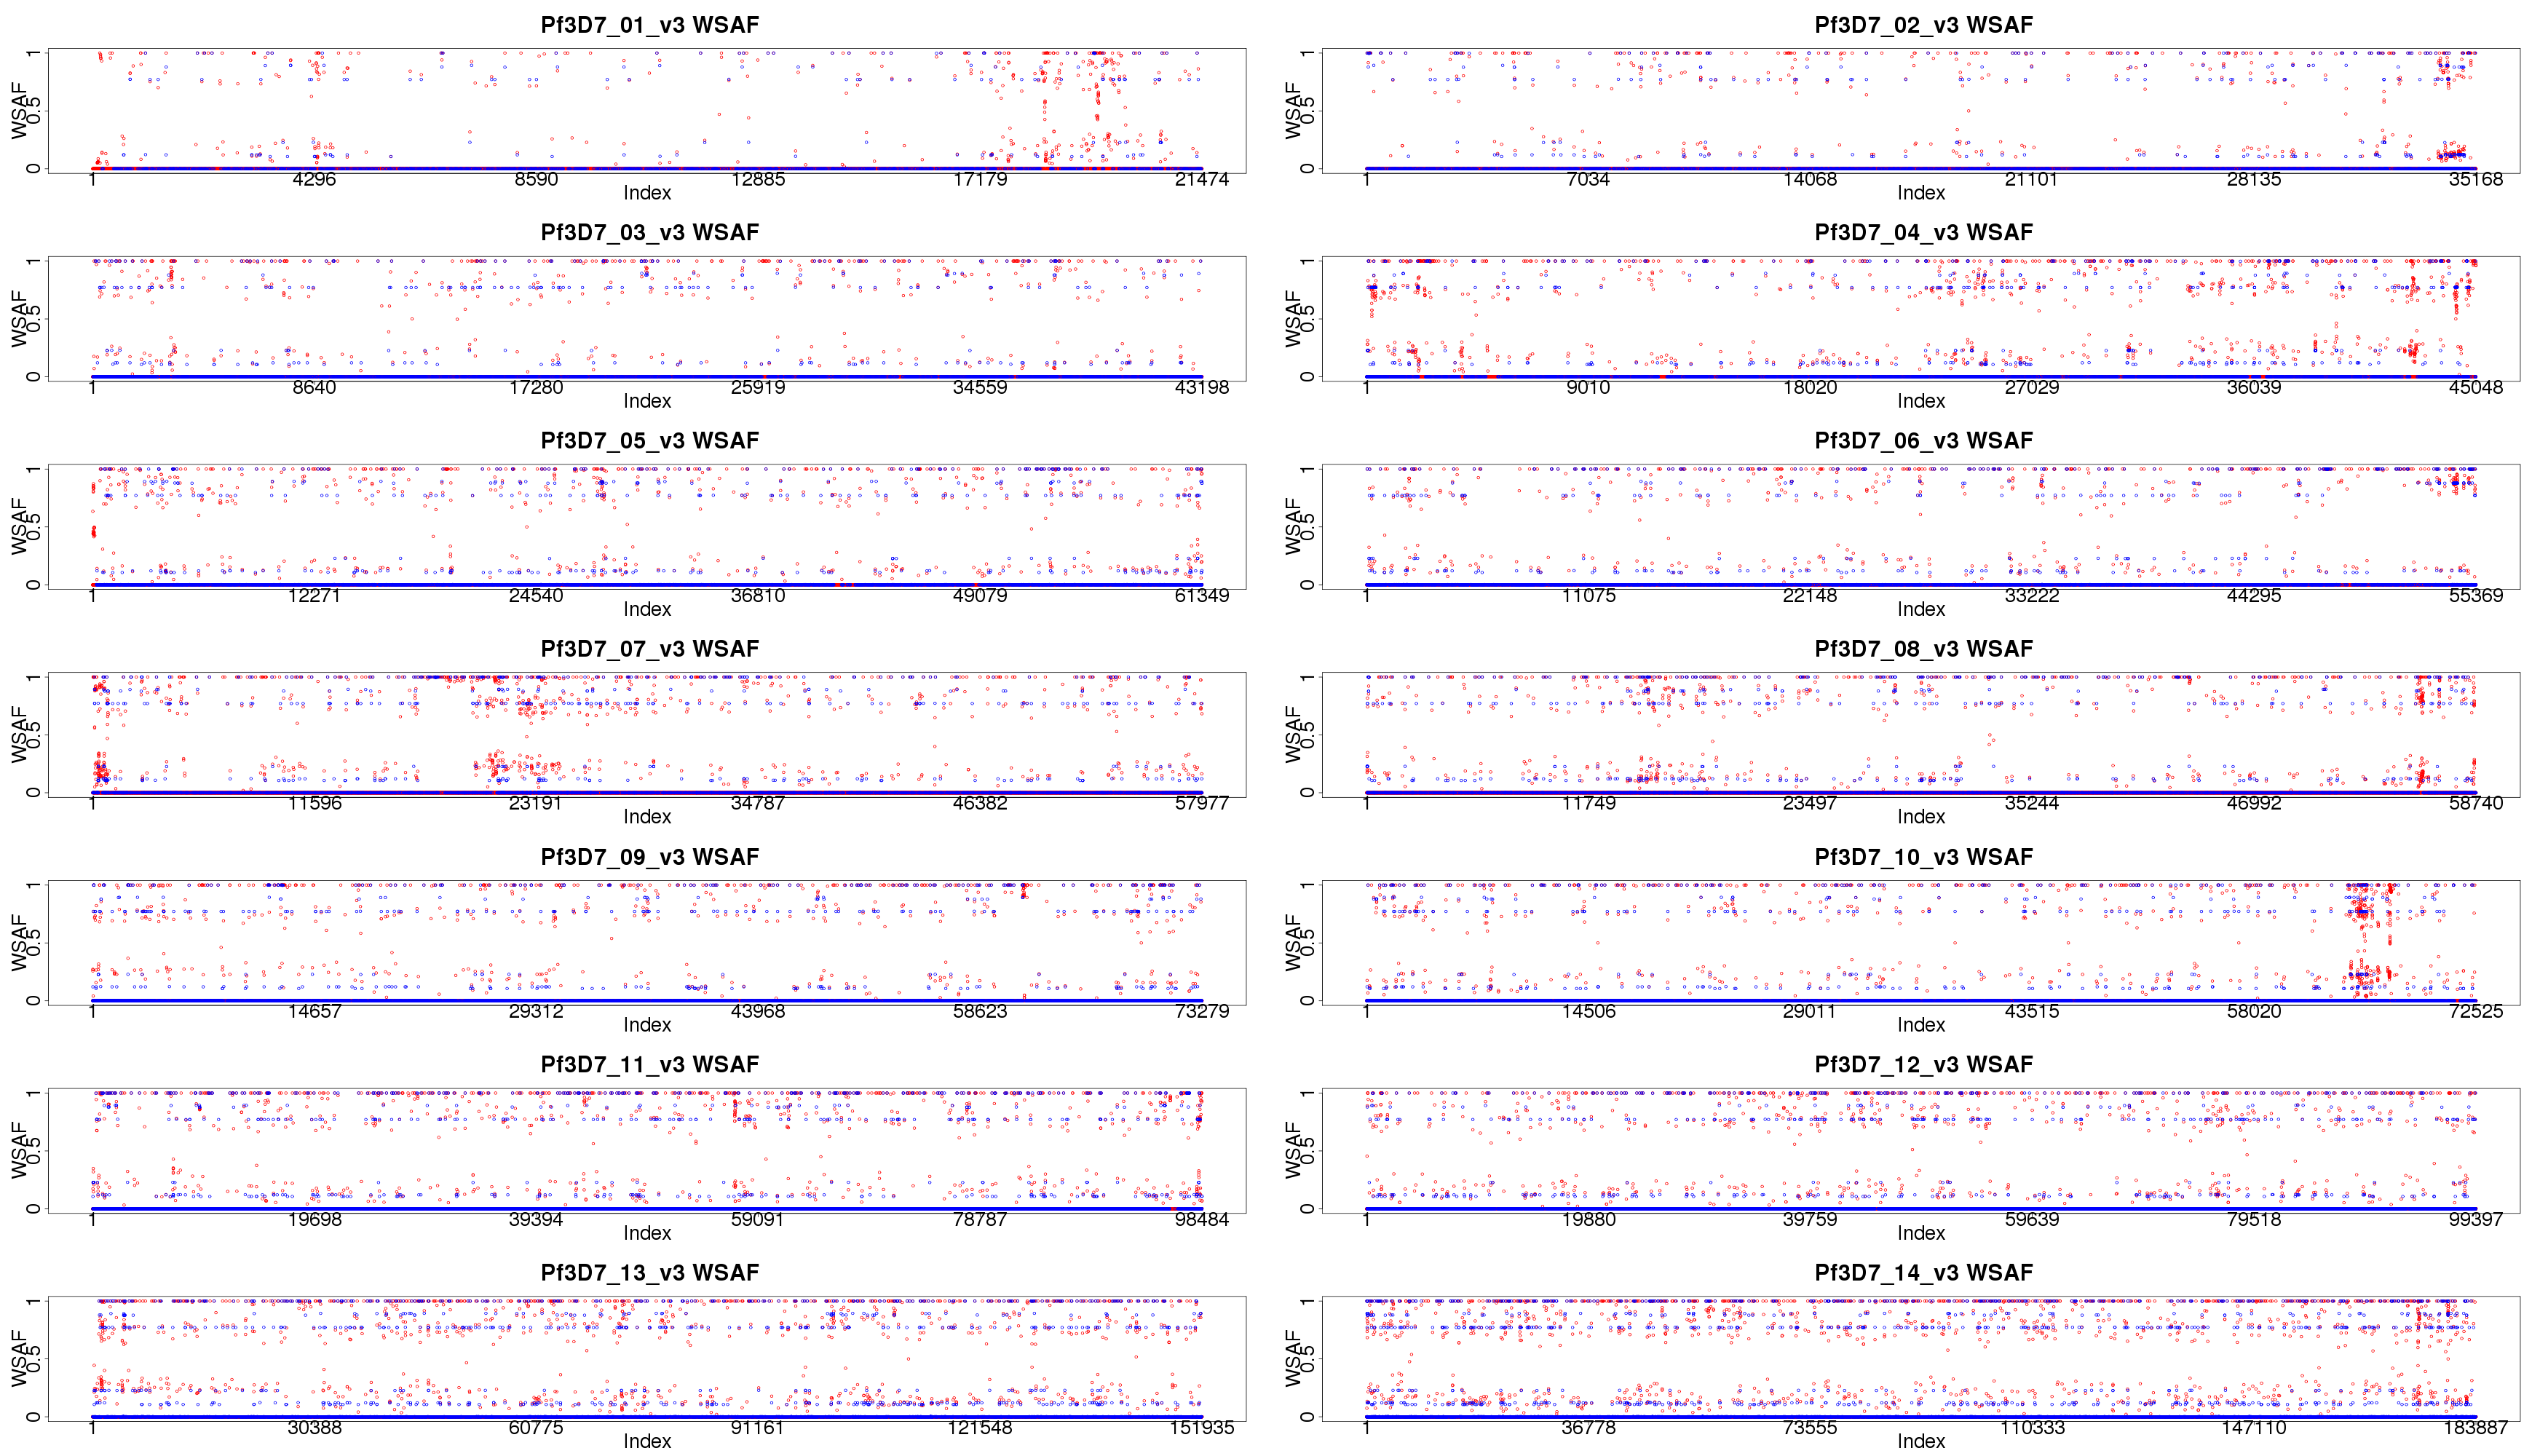 Pf3D7_01_v3 WSAF
WSAF
0 0.5 1
1 4296 8590 12885 17179 21474
Index
Pf3D7_02_v3 WSAF
WSAF
0 0.5 1
1 7034 14068 21101 28135 35168
Index
Pf3D7_03_v3 WSAF
WSAF
0 0.5 1
1 8640 17280 25919 34559 43198
Index
Pf3D7_04_v3 WSAF
WSAF
0 0.5 1
1 9010 18020 27029 36039 45048
Index
Pf3D7_05_v3 WSAF
WSAF
0 0.5 1
1 12271 24540 36810 49079 61349
Index
Pf3D7_06_v3 WSAF
WSAF
0 0.5 1
1 11075 22148 33222 44295 55369
Index
Pf3D7_07_v3 WSAF
WSAF
0 0.5 1
1 11596 23191 34787 46382 57977
Index
Pf3D7_08_v3 WSAF
WSAF
0 0.5 1
1 11749 23497 35244 46992 58740
Index
Pf3D7_09_v3 WSAF
WSAF
0 0.5 1
1 14657 29312 43968 58623 73279
Index
Pf3D7_10_v3 WSAF
WSAF
0 0.5 1
1 14506 29011 43515 58020 72525
Index
Pf3D7_11_v3 WSAF
WSAF
0 0.5 1
1 19698 39394 59091 78787 98484
Index
Pf3D7_12_v3 WSAF
WSAF
0 0.5 1
1 19880 39759 59639 79518 99397
Index
Pf3D7_13_v3 WSAF
WSAF
0 0.5 1
1 30388 60775 91161 121548 151935
Index
Pf3D7_14_v3 WSAF
WSAF
0 0.5 1
1 36778 73555 110333 147110 183887
Index